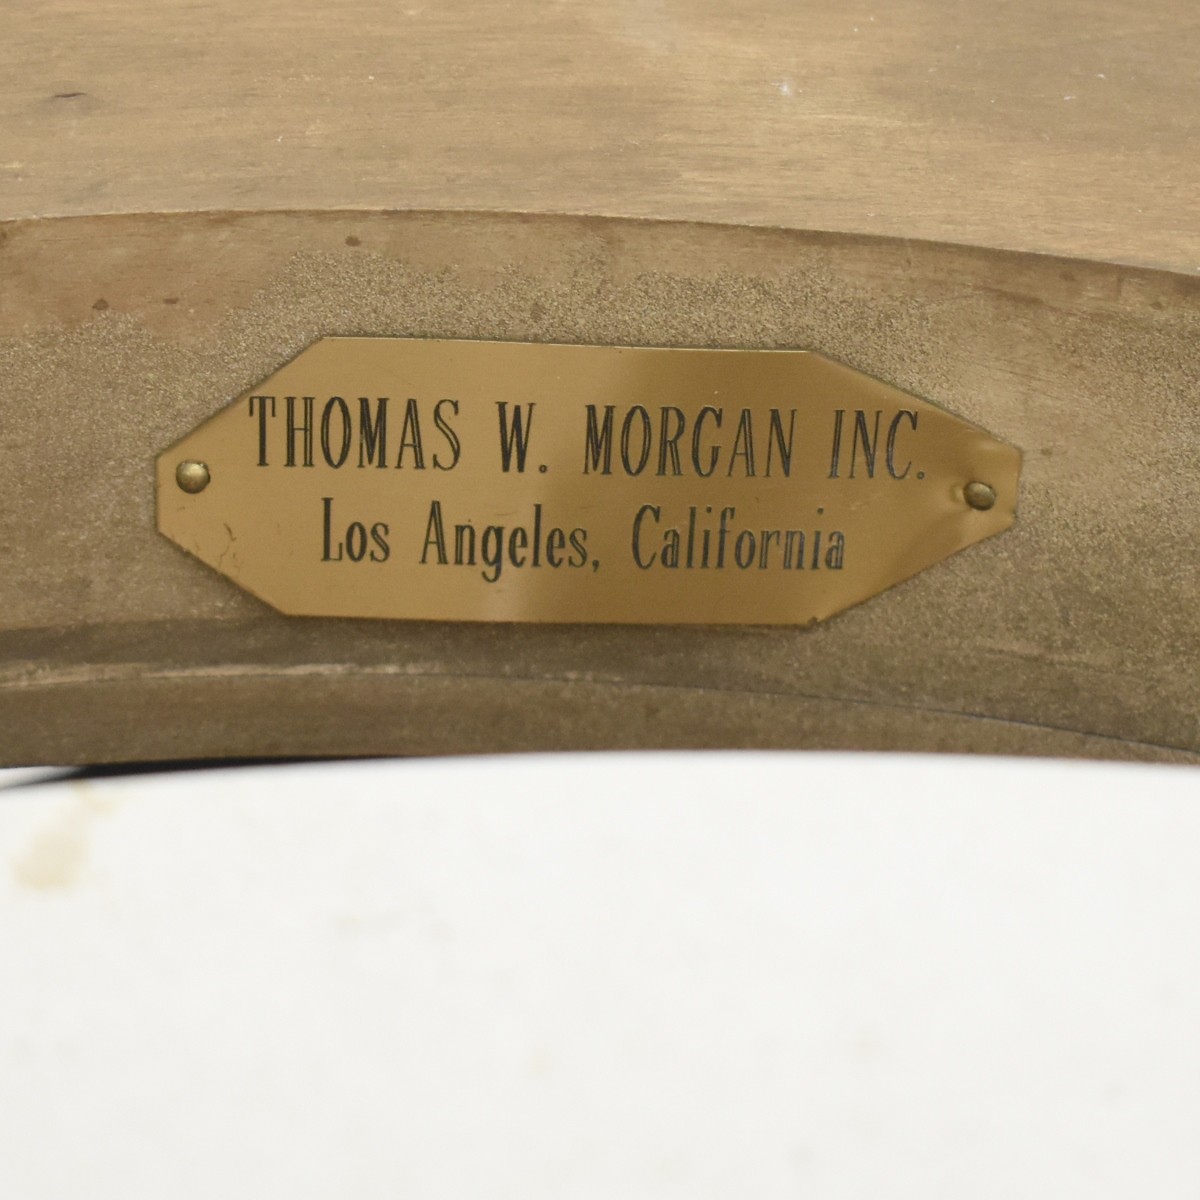 THOMAS W. MORGAN INC.
Los Angeles, California